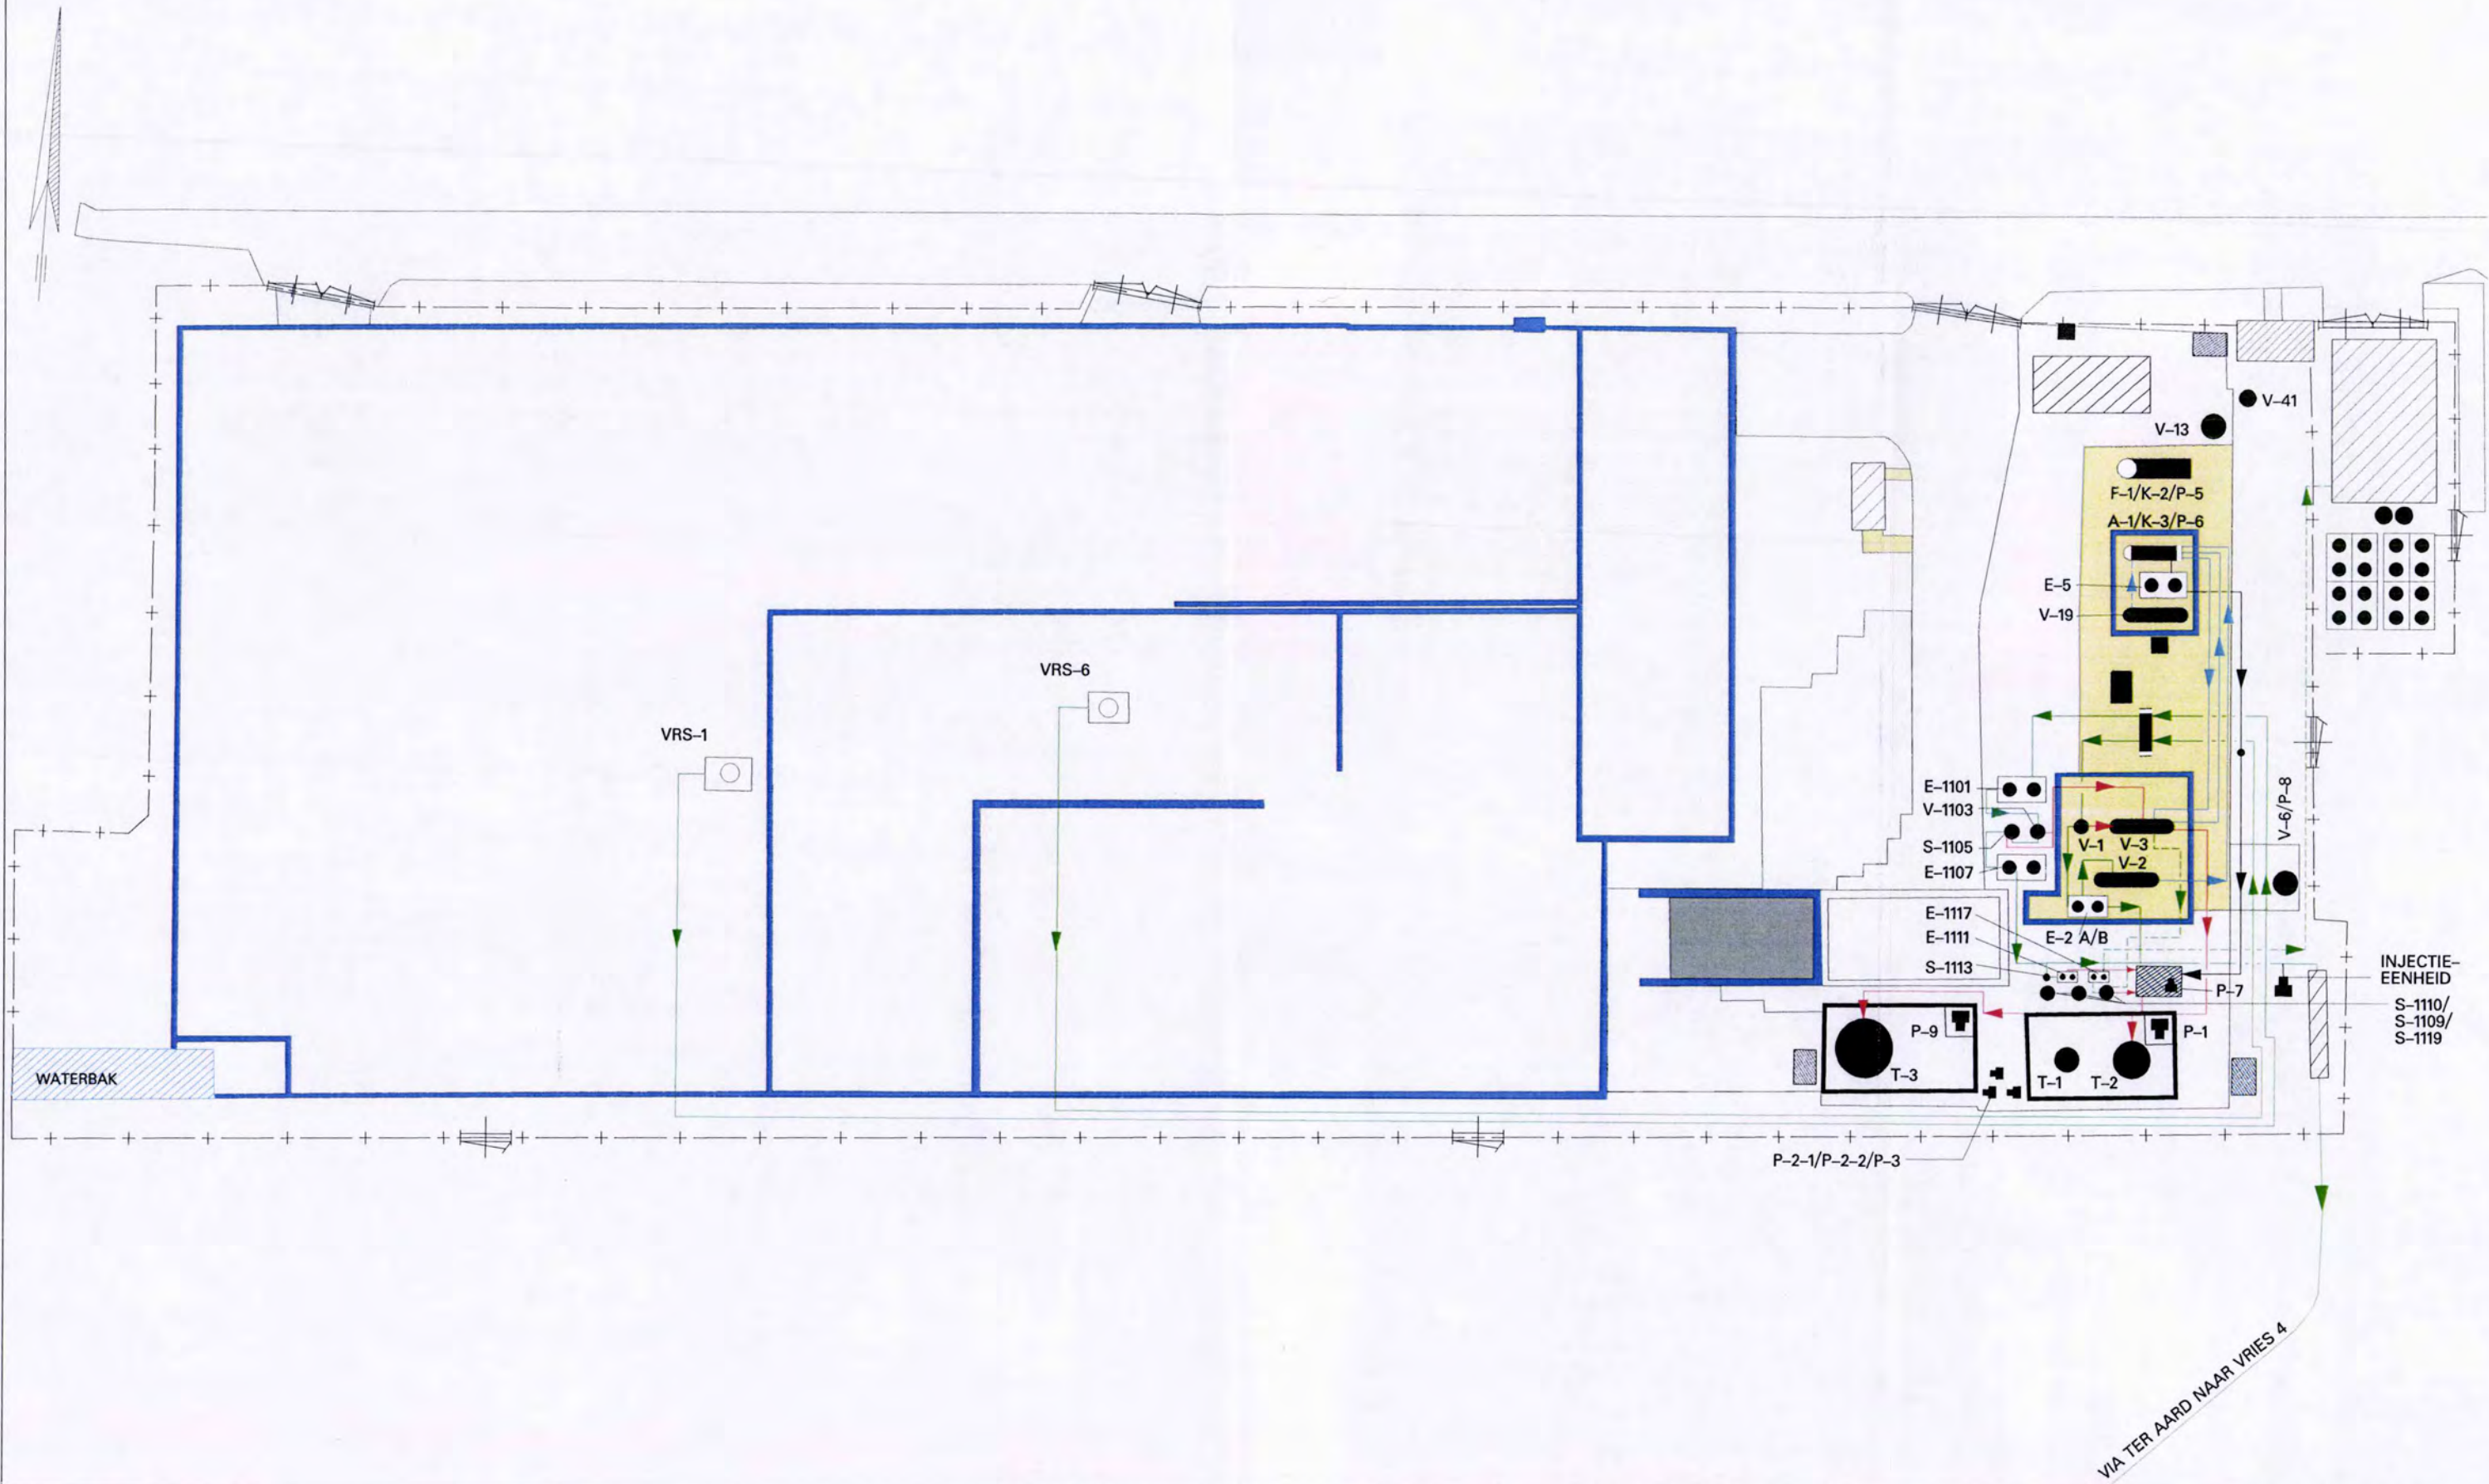 V–41
V–13
F–1/K–2/P–5
A–1/K–3/P–6
E–5
V–19
VRS–6
VRS–1
E–1101
V–1103
S–1105
E–1107
V–1
V–3
V–2
V–6/P–8
E–1117
E–1111
S–1113
E–2 A/B
P–7
INJECTIE–
EENHEID
S–1110/
S–1109/
S–1119
P–9
T–3
P–1
T–1
T–2
WATERBAK
P–2–1/P–2–2/P–3
VIA TER AARD NAAR VRIES 4